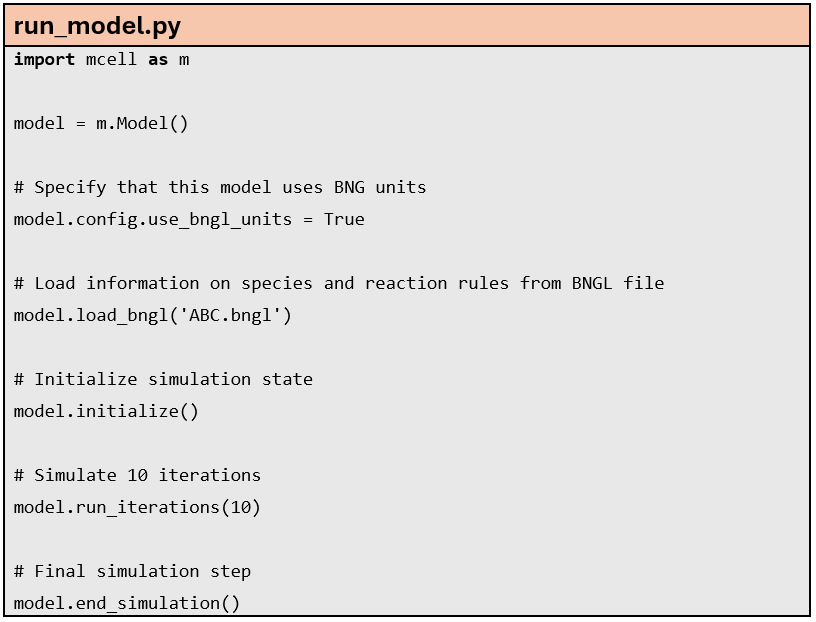 run_model.py
import mcell as m
model = m.Model()
# Specify that this model uses BNG units
model.config.use_bngl_units = True
# Load information on species and reaction rules from BNGL file
model.load_bngl('ABC.bngl')
# Initialize simulation state
model.initialize()
# Simulate 10 iterations
model.run_iterations(10)
# Final simulation step
model.end_simulation()